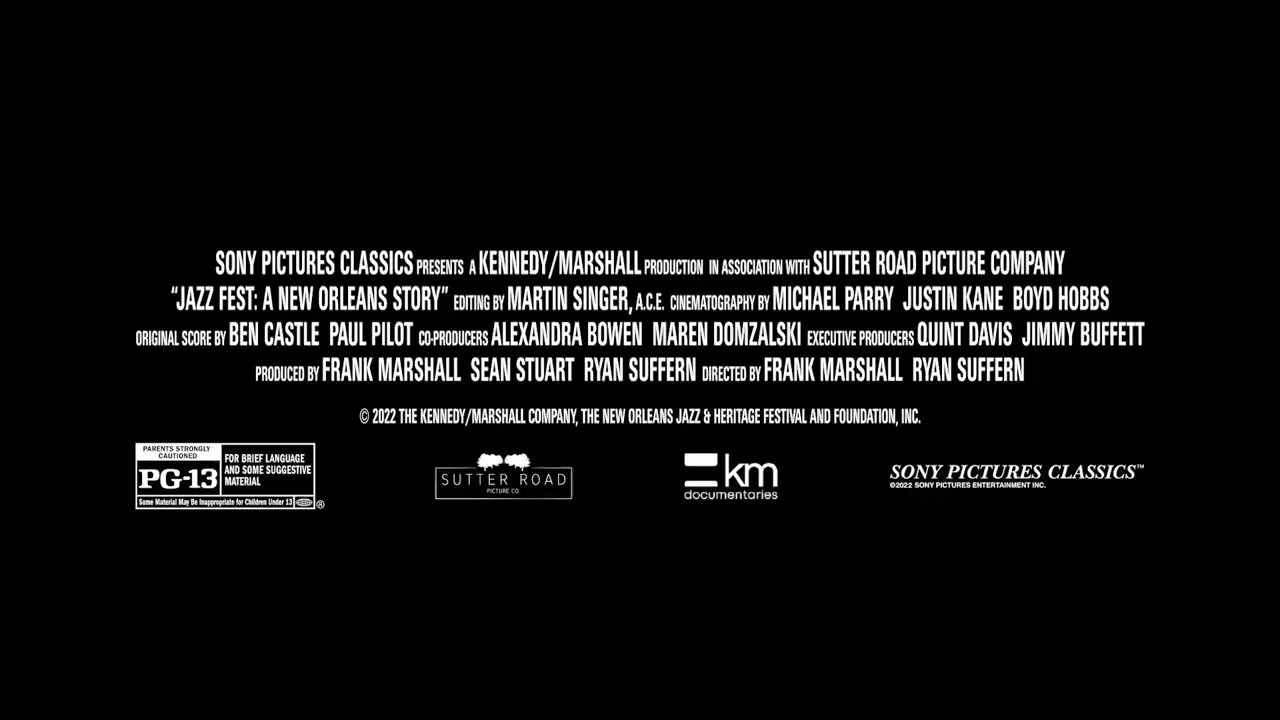 SONY PICTURES CLASSICS PRESENTS A KENNEDY/MARSHALL PRODUCTION IN ASSOCIATION WITH SUTTER ROAD PICTURE COMPANY
"JAZZ FEST: A NEW ORLEANS STORY" EDITING BY MARTIN SINGER, A.C.E. CINEMATOGRAPHY BY MICHAEL PARRY JUSTIN KANE BOYD HOBBS
ORIGINAL SCORE BY BEN CASTLE PAUL PILOT CO-PRODUCERS ALEXANDRA BOWEN MAREN DOMZALSKI EXECUTIVE PRODUCERS QUINT DAVIS JIMMY BUFFETT
PRODUCED BY FRANK MARSHALL SEAN STUART RYAN SUFFERN DIRECTED BY FRANK MARSHALL RYAN SUFFERN
© 2022 THE KENNEDY/MARSHALL COMPANY, THE NEW ORLEANS JAZZ & HERITAGE FESTIVAL AND FOUNDATION, INC.
PARENTS STRONGLY
CAUTIONED
PG-13
FOR BRIEF LANGUAGE
AND SOME SUGGESTIVE
MATERIAL
Some Material May Be Inappropriate for Children Under 13
®
SUTTER ROAD
PICTURE CO.
km
documentaries
SONY PICTURES CLASSICS™
©2022 SONY PICTURES ENTERTAINMENT INC.